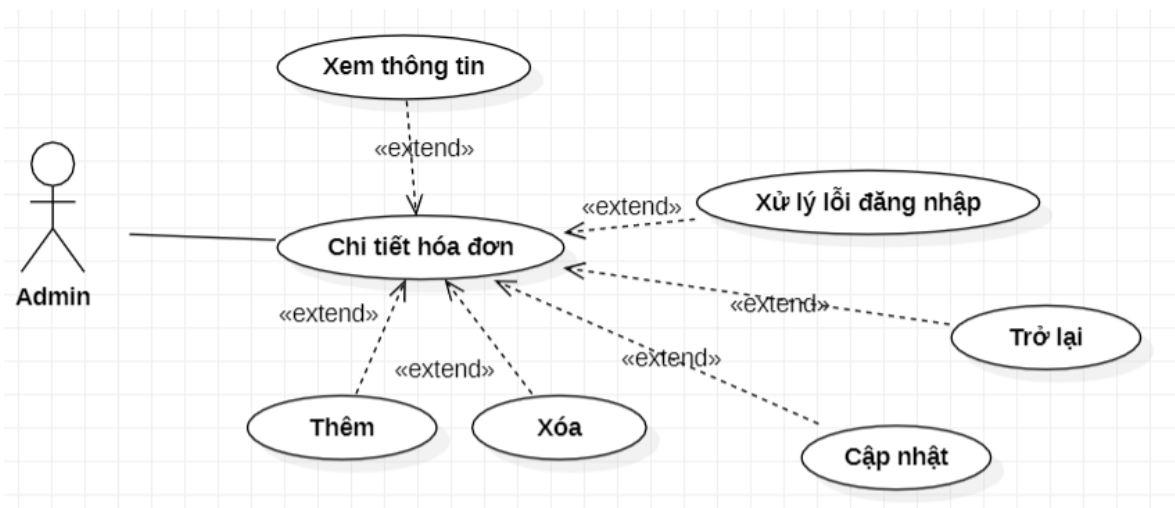 Xem thông tin
«extend»
Xử lý lỗi đăng nhập
«extend»
Chi tiết hóa đơn
Admin
«extend»
«extend»
Trở lại
«extend»
«extend»
Thêm
Xóa
Cập nhật